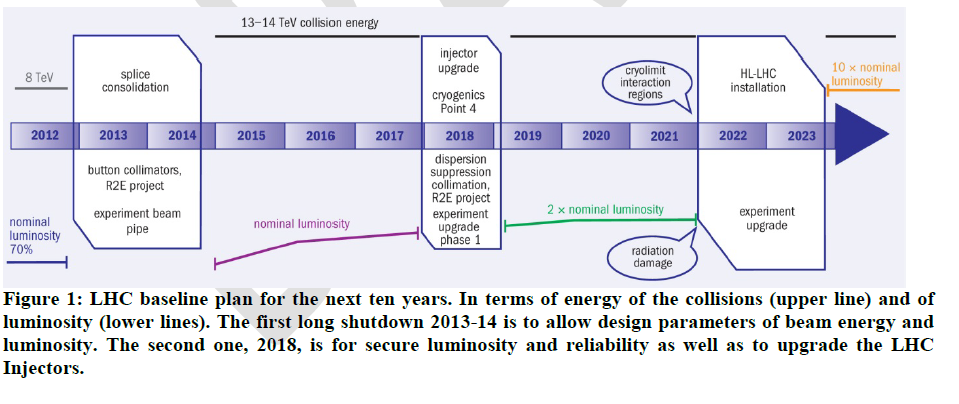 13–14 TeV collision energy
8 TeV
splice
consolidation
injector
upgrade
cryogenics
Point 4
cryolimit
interaction
regions
HL-LHC
installation
10 x nominal
luminosity
2012 2013 2014 2015 2016 2017 2018 2019 2020 2021 2022 2023
button collimators,
R2E project
experiment beam
pipe
nominal
luminosity
70%
nominal luminosity
dispersion
suppression
collimation,
R2E project
experiment
upgrade
phase 1
2 x nominal luminosity
radiation
damage
experiment
upgrade
Figure 1: LHC baseline plan for the next ten years. In terms of energy of the collisions (upper line) and of
luminosity (lower lines). The first long shutdown 2013-14 is to allow design parameters of beam energy and
luminosity. The second one, 2018, is for secure luminosity and reliability as well as to upgrade the LHC
Injectors.